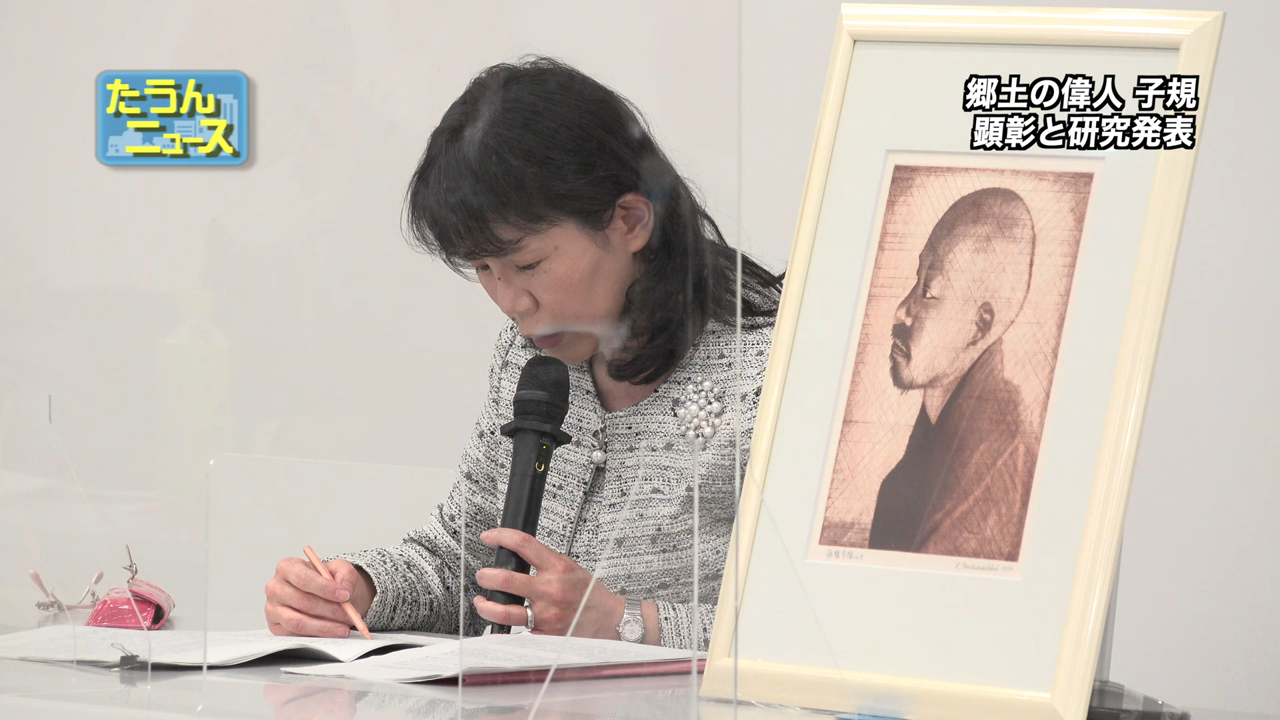 たうん
ニュース
郷土の偉人 子規
顕彰と研究発表